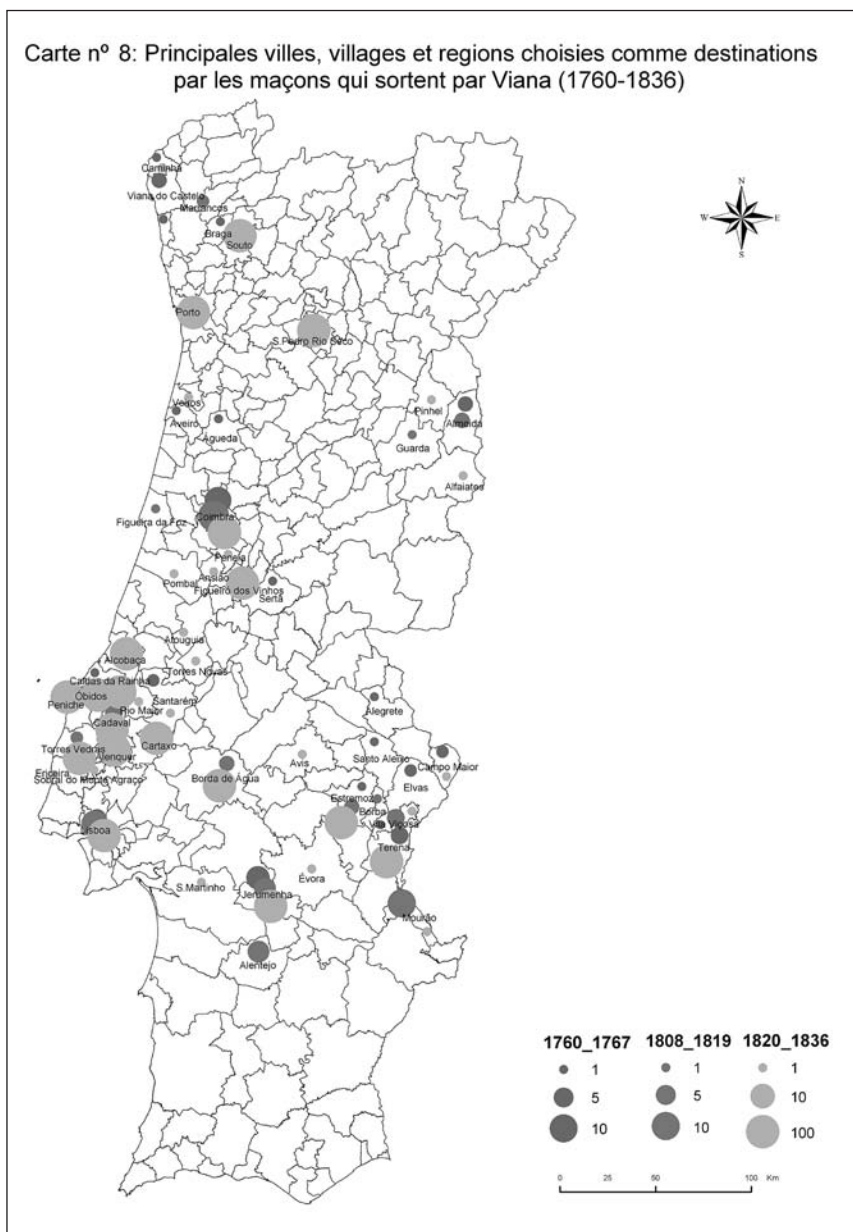 Carte nº 8: Principales villes, villages et regions choisies comme destinations
par les maçons qui sortent par Viana (1760-1836)
N
W
E
S
Caminha
Viana do Castelo
Braga
Souto
Porto
S.Pedro Rio Seco
Veiros
Aveiro
Águeda
Pinhel
Almeida
Guarda
Alfaiates
Coimbra
Figueira da Foz
Penela
Ansião
Pombal
Figueiró dos Vinhos
Sertã
Atouguia
Alcobaça
Torres Novas
Caldas da Rainha
Óbidos
Peniche
Rio Maior
Santarém
Cadaval
Alegrete
Torres Vedras
Alenquer
Cartaxo
Ericeira
Sobral do Monte Agraço
Borda de Água
Avis
Santo Aleixo
Campo Maior
Elvas
Estremoz
Borba
Vila Viçosa
Lisboa
Terena
Évora
S.Martinho
Jerumenha
Mourão
Alentejo
1760_1767 1808_1819 1820_1836
1 1 1
5 5 10
10 10 100
0 50 100 Km